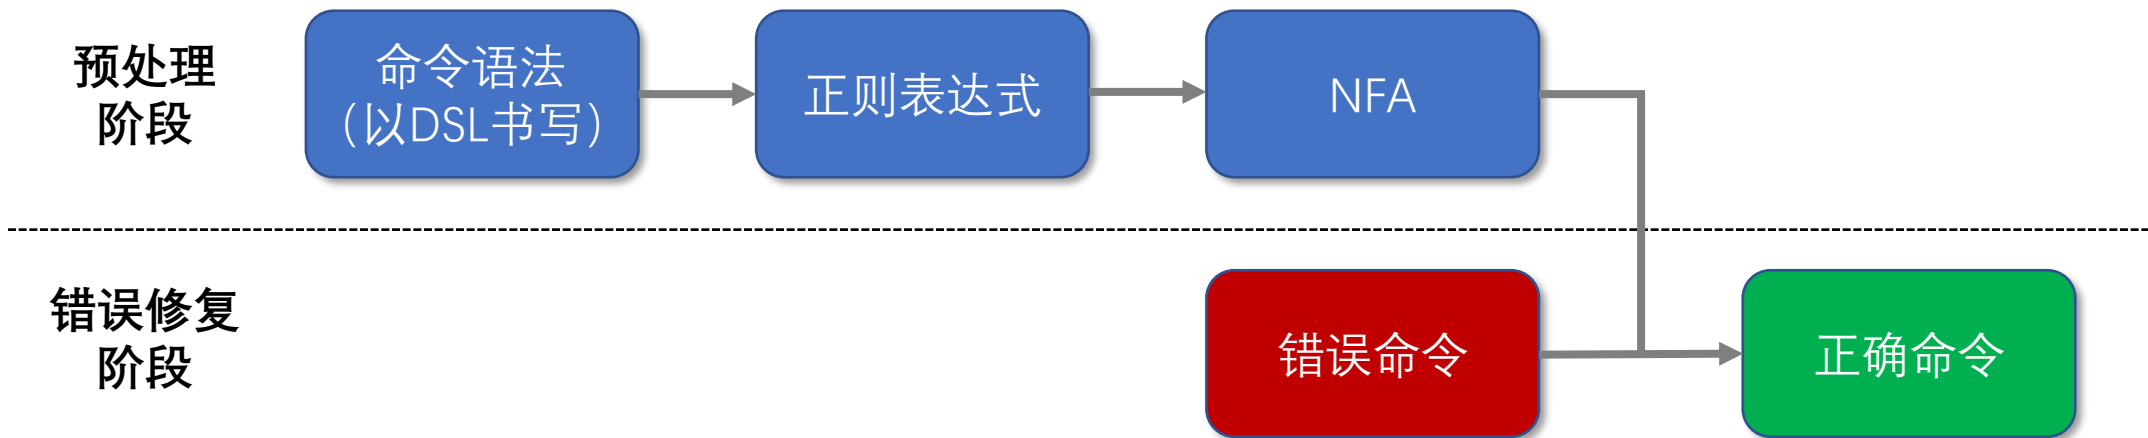 预处理
阶段
命令语法
（以DSL书写）
正则表达式
NFA
错误修复
阶段
错误命令
正确命令